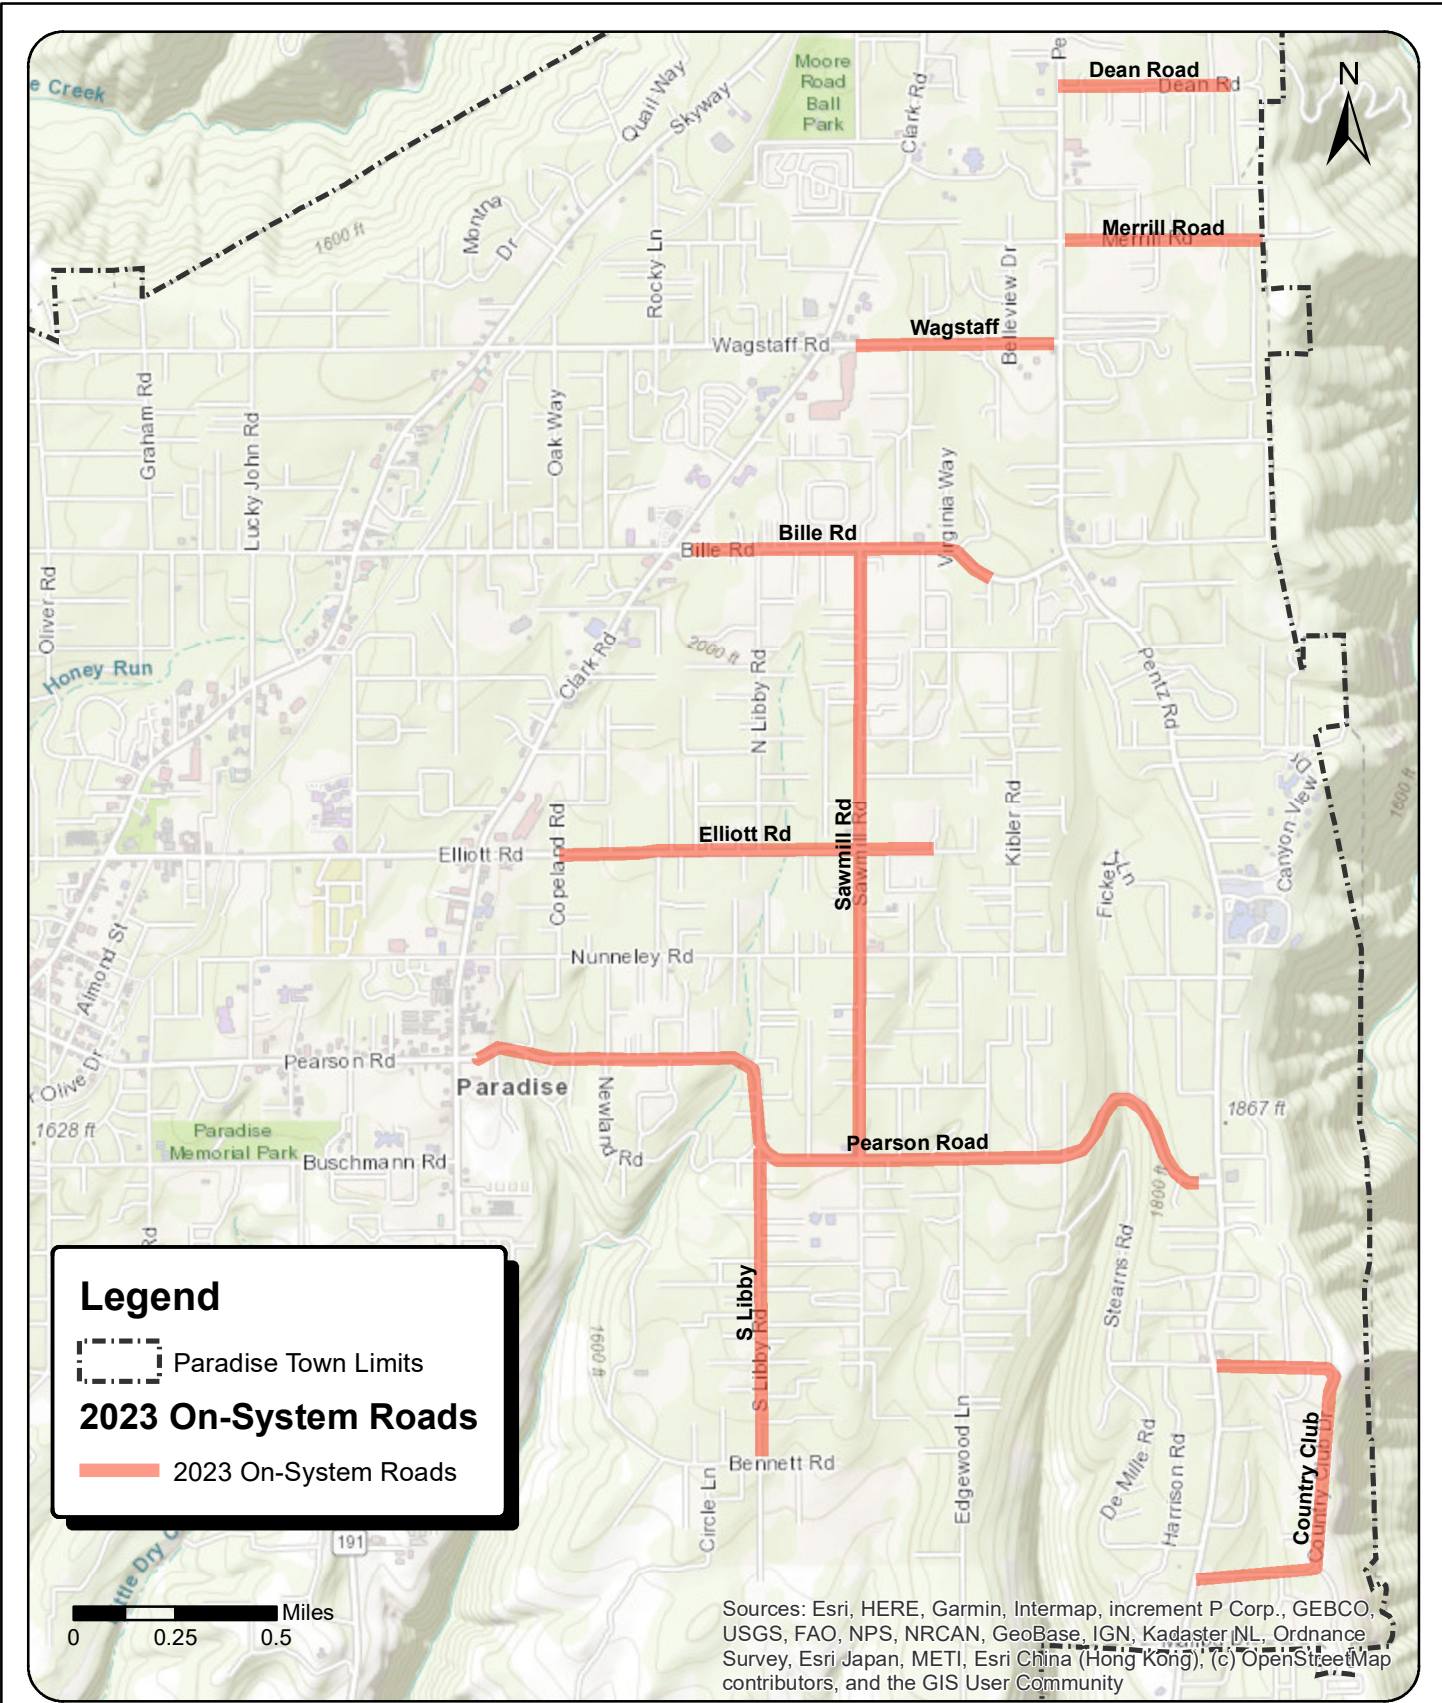 Dean Road
Dean Rd
N
Moore
Road
Ball
Park
Clark Rd
Quail Way
Skyway
e Creek
Pe
Montna
Dr
1600 ft
Rocky Ln
Merrill Road
Merrill Rd
Belleview Dr
Wagstaff
Wagstaff Rd
Graham Rd
Lucky John Rd
Oak Way
Virginia Way
Bille Rd
Bille Rd
Oliver Rd
Honey Run
Clark Rd
2000 ft
N Libby Rd
Pentz Rd
Canyon View Dr
1600 ft
Kibler Rd
Sawmill Rd
Sawmill Rd
Elliott Rd
Elliott Rd
Copeland Rd
Ficket Ln
Almond St
Nunneley Rd
Pearson Rd
Paradise
Olive Dr
1628 ft
Paradise
Memorial Park
Buschmann Rd
Newland Rd
Pearson Road
1867 ft
1800 ft
Rd
Stearns Rd
S Libby
S Libby Rd
1600 ft
Legend
Paradise Town Limits
2023 On-System Roads
2023 On-System Roads
Bennett Rd
Circle Ln
Edgewood Ln
De Mille Rd
Harrison Rd
Country Club
Country Club Dr
191
ttle Dry C
Miles
0 0.25 0.5
Sources: Esri, HERE, Garmin, Intermap, increment P Corp., GEBCO,
USGS, FAO, NPS, NRCAN, GeoBase, IGN, Kadaster NL, Ordnance
Survey, Esri Japan, METI, Esri China (Hong Kong), (c) OpenStreetMap
contributors, and the GIS User Community